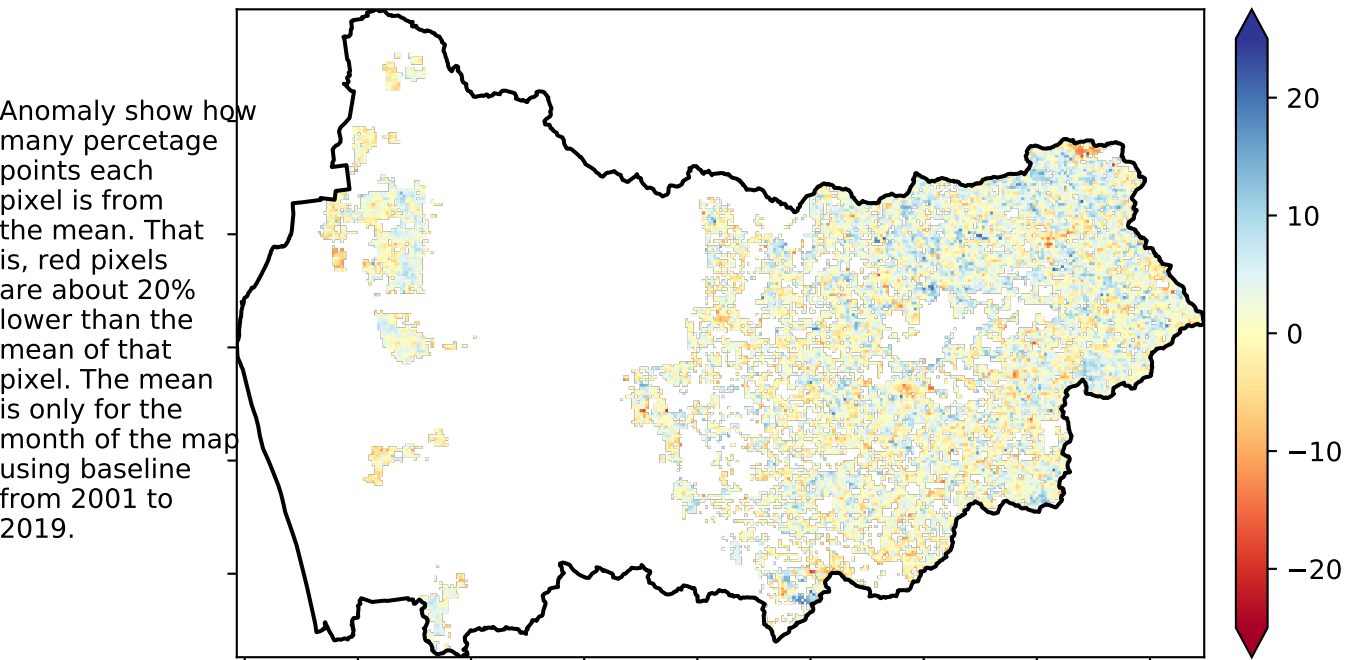 Anomaly show how
many percetage
points each
pixel is from
the mean. That
is, red pixels
are about 20%
lower than the
mean of that
pixel. The mean
is only for the
month of the map
using baseline
from 2001 to
2019.
20
10
0
−10
−20